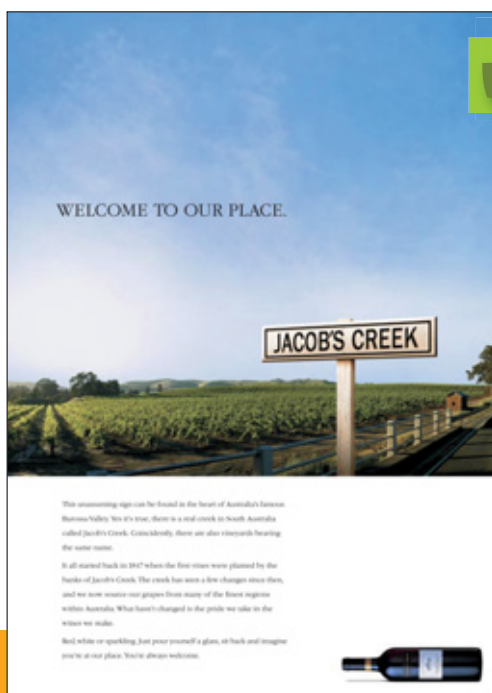 WELCOME TO OUR PLACE.
JACOB'S CREEK
This unassuming sign can be found in the heart of Australia's famous
Barossa Valley. Yes it's true, there is a real creek in South Australia
called Jacob's Creek. Coincidently, there are also vineyards bearing
the same name.
It all started back in 1847 when the first vines were planted by the
banks of Jacob's Creek. The creek has seen a few changes since then,
and we now source our grapes from many of the finest regions
within Australia. What hasn't changed is the pride we take in the
wines we make.
Red, white or sparkling. Just pour yourself a glass, sit back and imagine
you're at our place. You're always welcome.